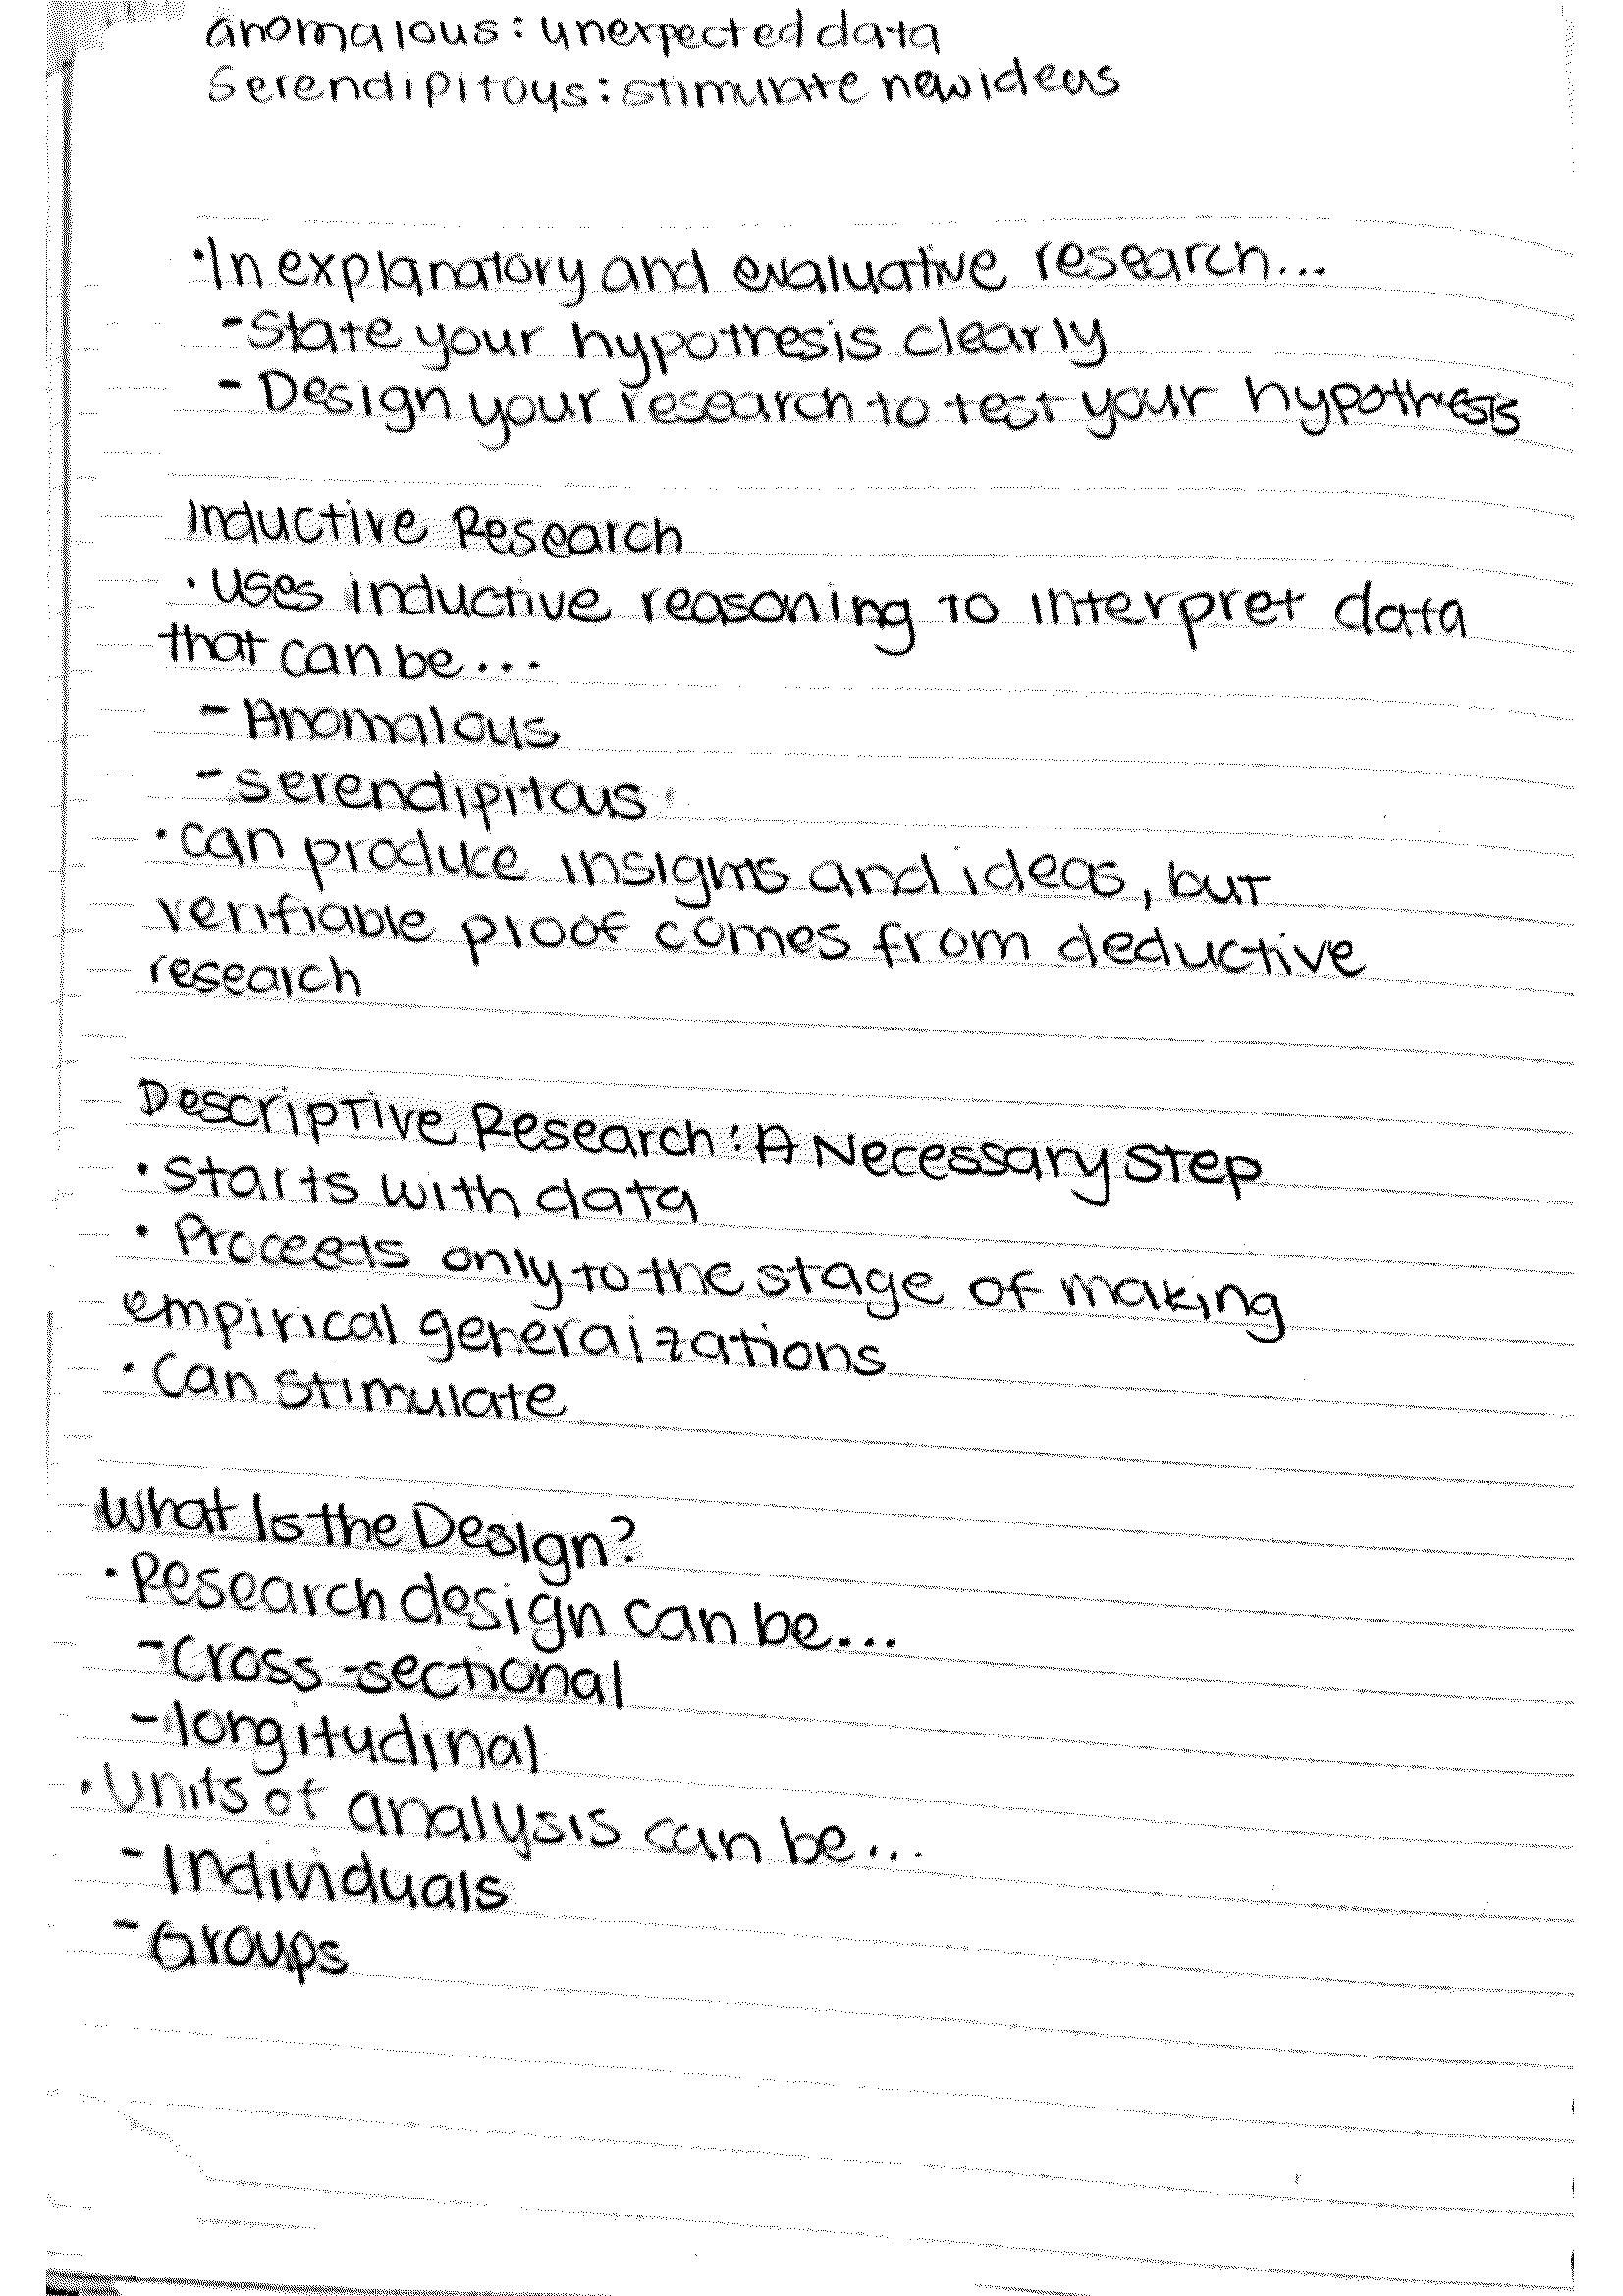 anomalous: unexpected data
Serendipitous: stimulate new ideas
•In explanatory and evaluative research...
-State your hypothesis clearly
- Design your research to test your hypothesis
Inductive Research
• uses inductive reasoning to interpret data
that can be...
- Anomalous
- serendipitous
• can produce insights and ideas, but
verifiable proof comes from deductive
research
Descriptive Research: A Necessary Step
• starts with data
• Proceeds only to the stage of making
empirical generalizations
• Can stimulate
What Is the Design?
• Research design can be...
- Cross-sectional
- longitudinal
• Units of analysis can be...
- Individuals
- Groups